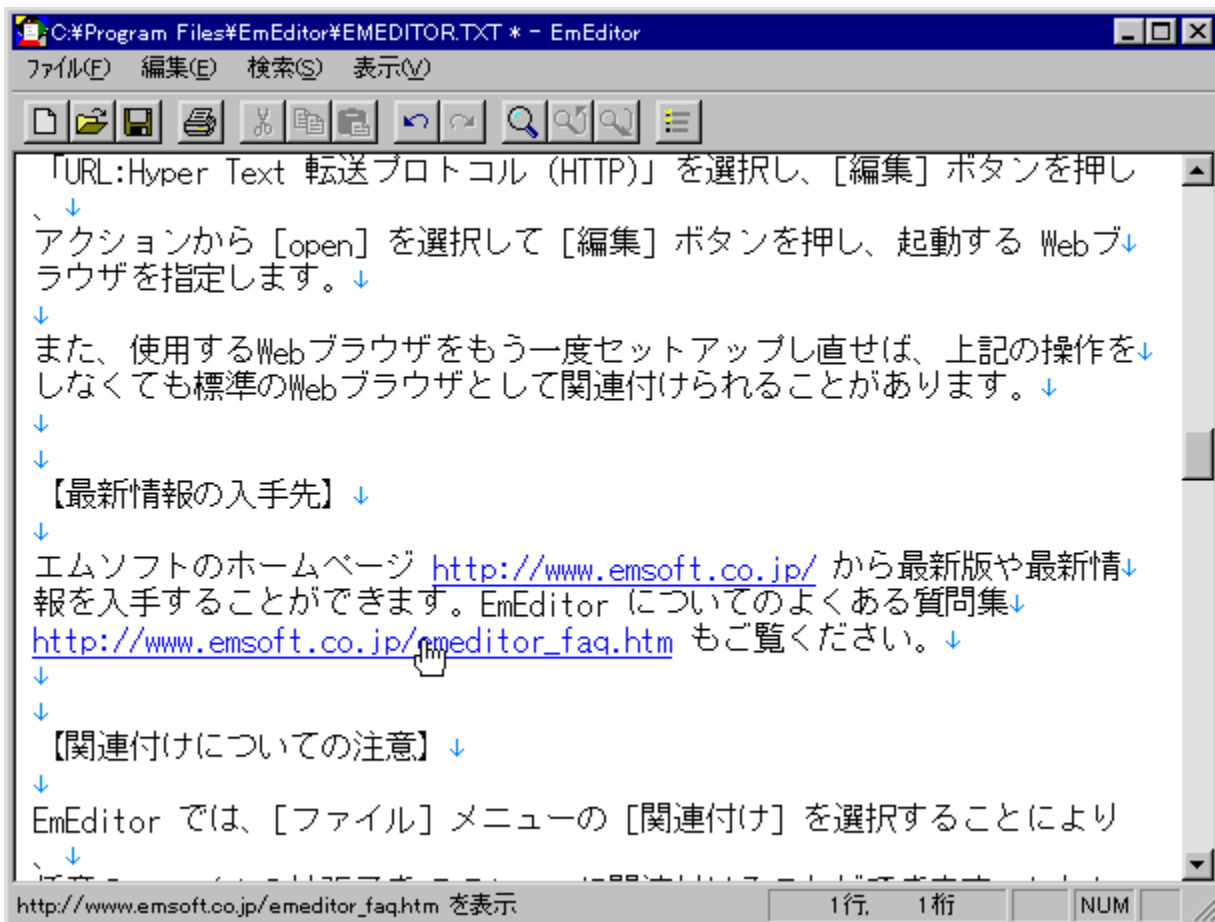 C:¥Program Files¥EmEditor¥EMEDITOR.TXT * - EmEditor
ファイル(F) 編集(E) 検索(S) 表示(V)
「URL:Hyper Text 転送プロトコル (HTTP)」を選択し、[編集] ボタンを押し
、↓
アクションから [open] を選択して [編集] ボタンを押し、起動する Webブ↓
ラウザを指定します。↓
↓
また、使用するWebブラウザをもう一度セットアップし直せば、上記の操作を↓
しなくても標準のWebブラウザとして関連付けられることがあります。↓
↓
↓
【最新情報の入手先】↓
↓
エムソフトのホームページ http://www.emsoft.co.jp/ から最新版や最新情↓
報を入手することができます。EmEditor についてのよくある質問集↓
http://www.emsoft.co.jp/emeditor_faq.htm もご覧ください。↓
↓
↓
【関連付けについての注意】↓
↓
EmEditor では、[ファイル] メニューの [関連付け] を選択することにより
、↓
http://www.emsoft.co.jp/emeditor_faq.htm を表示 1行, 1桁 NUM